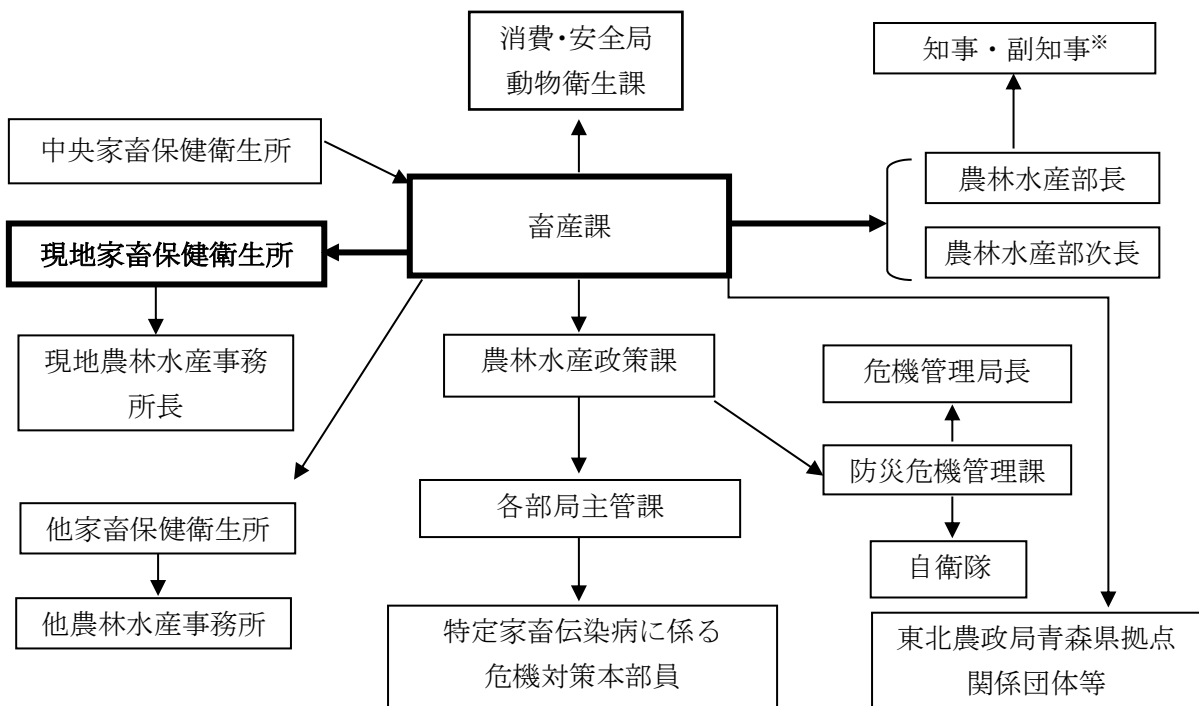 消費・安全局
動物衛生課
知事・副知事※
中央家畜保健衛生所
農林水産部長
畜産課
現地家畜保健衛生所
農林水産部次長
現地農林水産事務
所長
農林水産政策課
危機管理局長
防災危機管理課
各部局主管課
他家畜保健衛生所
自衛隊
他農林水産事務所
特定家畜伝染病に係る
危機対策本部員
東北農政局青森県拠点
関係団体等